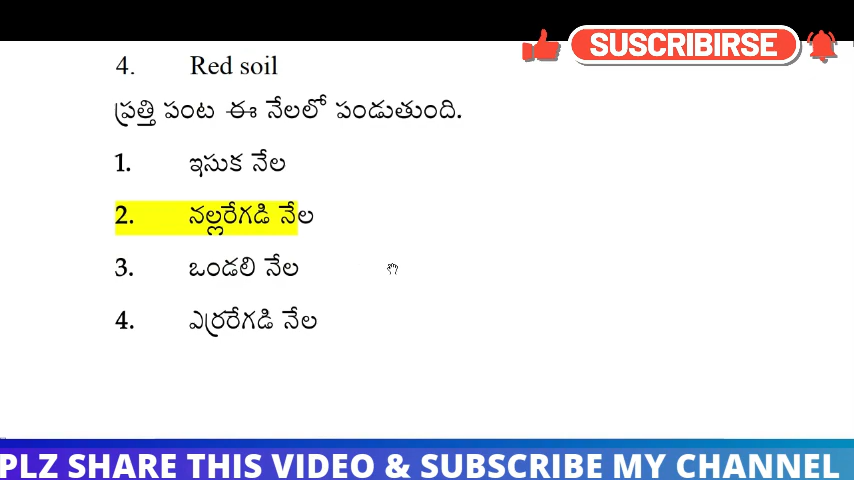 SUSCRIBIRSE
4. Red soil
ప్రత్తి పంట ఈ నేలలో పండుతుంది.
1. ఇసుక నేల
2. నల్లరేగడి నేల
3. ఒండలి నేల
4. ఎర్రరేగడి నేల
PLZ SHARE THIS VIDEO & SUBSCRIBE MY CHANNEL